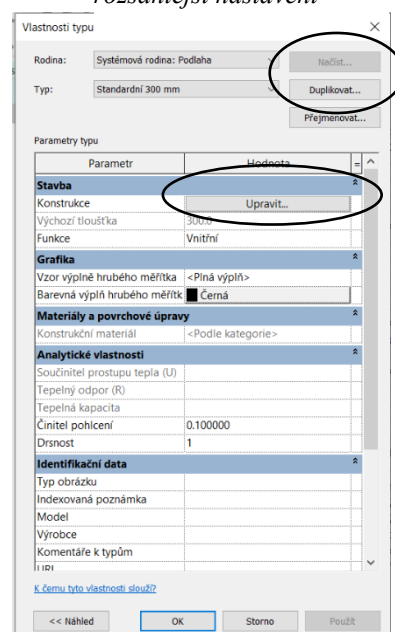 rozsáhlejší nastavení
Vlastnosti typu
Rodina: Systémová rodina: Podlaha Načíst...
Typ: Standardní 300 mm Duplikovat...
Přejmenovat...
Parametry typu
Parametr Hodnota =
Stavba
Konstrukce Upravit...
Výchozí tloušťka 300.0
Funkce Vnitřní
Grafika
Vzor výplně hrubého měřítka <Plná výplň>
Barevná výplň hrubého měřítk Černá
Materiály a povrchové úpravy
Konstrukční materiál <Podle kategorie>
Analytické vlastnosti
Součinitel prostupu tepla (U)
Tepelný odpor (R)
Tepelná kapacita
Činitel pohlcení 0.100000
Drsnost 1
Identifikační data
Typ obrázku
Indexovaná poznámka
Model
Výrobce
Komentáře k typům
URL
K čemu tyto vlastnosti slouží?
<< Náhled OK Storno Použít